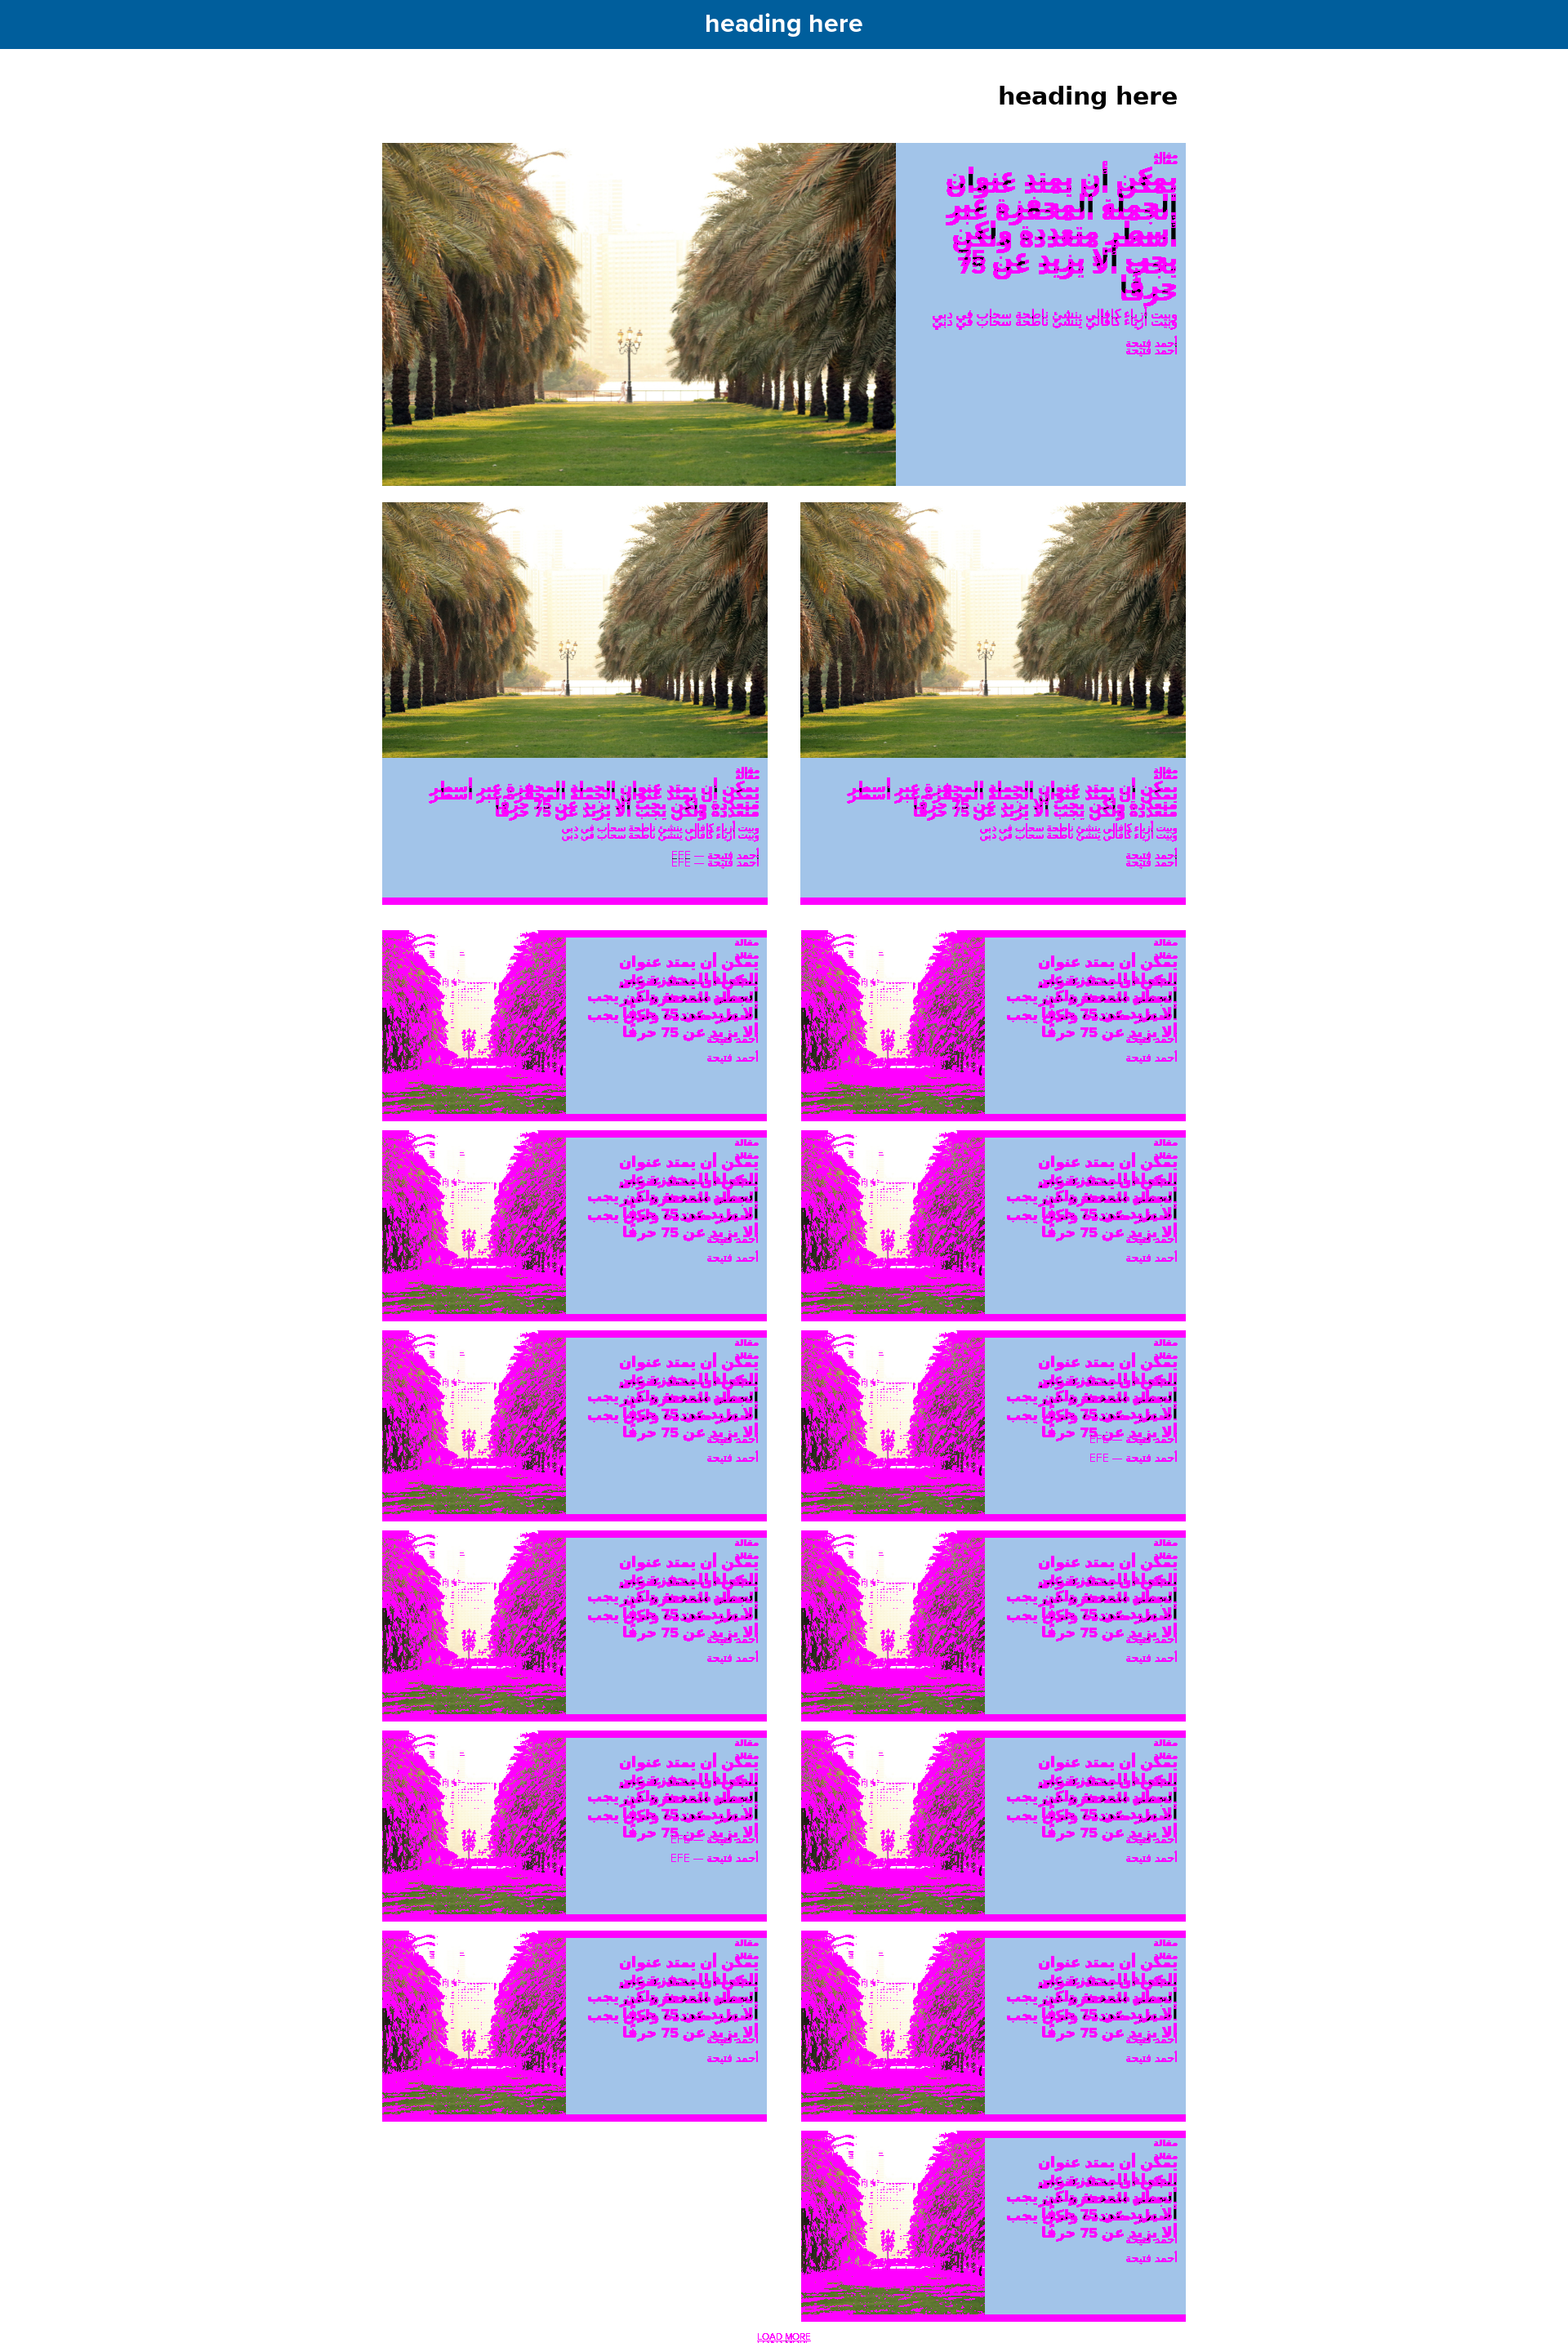 heading here
heading here
مقالة
يمكن أن يمتد عنوان
الجملة المحفزة عبر
أسطر متعددة ولكن
يجب ألا يزيد عن 75
حرفًا
وبيت أزياء كافالي ينشئ ناطحة سحاب في دبي
أحمد فتيحة
مقالة
يمكن أن يمتد عنوان الجملة المحفزة عبر أسطر
متعددة ولكن يجب ألا يزيد عن 75 حرفًا
وبيت أزياء كافالي ينشئ ناطحة سحاب في دبي
أحمد فتيحة
مقالة
يمكن أن يمتد عنوان الجملة المحفزة عبر أسطر
متعددة ولكن يجب ألا يزيد عن 75 حرفًا
وبيت أزياء كافالي ينشئ ناطحة سحاب في دبي
أحمد فتيحة — EFE
مقالة
يمكن أن يمتد عنوان
الجملة المحفزة عبر
أسطر متعددة ولكن يجب
ألا يزيد عن 75 حرفًا
أحمد فتيحة
مقالة
يمكن أن يمتد عنوان
الجملة المحفزة عبر
أسطر متعددة ولكن يجب
ألا يزيد عن 75 حرفًا
أحمد فتيحة
مقالة
يمكن أن يمتد عنوان
الجملة المحفزة عبر
أسطر متعددة ولكن يجب
ألا يزيد عن 75 حرفًا
أحمد فتيحة
مقالة
يمكن أن يمتد عنوان
الجملة المحفزة عبر
أسطر متعددة ولكن يجب
ألا يزيد عن 75 حرفًا
أحمد فتيحة
مقالة
يمكن أن يمتد عنوان
الجملة المحفزة عبر
أسطر متعددة ولكن يجب
ألا يزيد عن 75 حرفًا
أحمد فتيحة — EFE
مقالة
يمكن أن يمتد عنوان
الجملة المحفزة عبر
أسطر متعددة ولكن يجب
ألا يزيد عن 75 حرفًا
أحمد فتيحة
مقالة
يمكن أن يمتد عنوان
الجملة المحفزة عبر
أسطر متعددة ولكن يجب
ألا يزيد عن 75 حرفًا
أحمد فتيحة
مقالة
يمكن أن يمتد عنوان
الجملة المحفزة عبر
أسطر متعددة ولكن يجب
ألا يزيد عن 75 حرفًا
أحمد فتيحة
مقالة
يمكن أن يمتد عنوان
الجملة المحفزة عبر
أسطر متعددة ولكن يجب
ألا يزيد عن 75 حرفًا
أحمد فتيحة
مقالة
يمكن أن يمتد عنوان
الجملة المحفزة عبر
أسطر متعددة ولكن يجب
ألا يزيد عن 75 حرفًا
أحمد فتيحة — EFE
مقالة
يمكن أن يمتد عنوان
الجملة المحفزة عبر
أسطر متعددة ولكن يجب
ألا يزيد عن 75 حرفًا
أحمد فتيحة
مقالة
يمكن أن يمتد عنوان
الجملة المحفزة عبر
أسطر متعددة ولكن يجب
ألا يزيد عن 75 حرفًا
أحمد فتيحة
مقالة
يمكن أن يمتد عنوان
الجملة المحفزة عبر
أسطر متعددة ولكن يجب
ألا يزيد عن 75 حرفًا
أحمد فتيحة
LOAD MORE